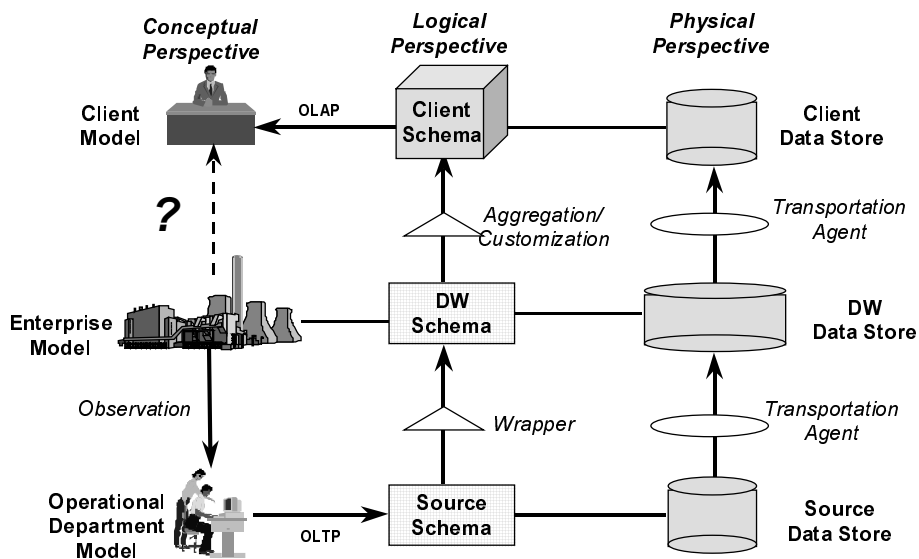 Conceptual
Perspective
Logical
Perspective
Physical
Perspective
Client
Model
OLAP
Client
Schema
Client
Data Store
?
Aggregation/
Customization
Transportation
Agent
Enterprise
Model
DW
Schema
DW
Data Store
Observation
Wrapper
Transportation
Agent
Operational
Department
Model
OLTP
Source
Schema
Source
Data Store